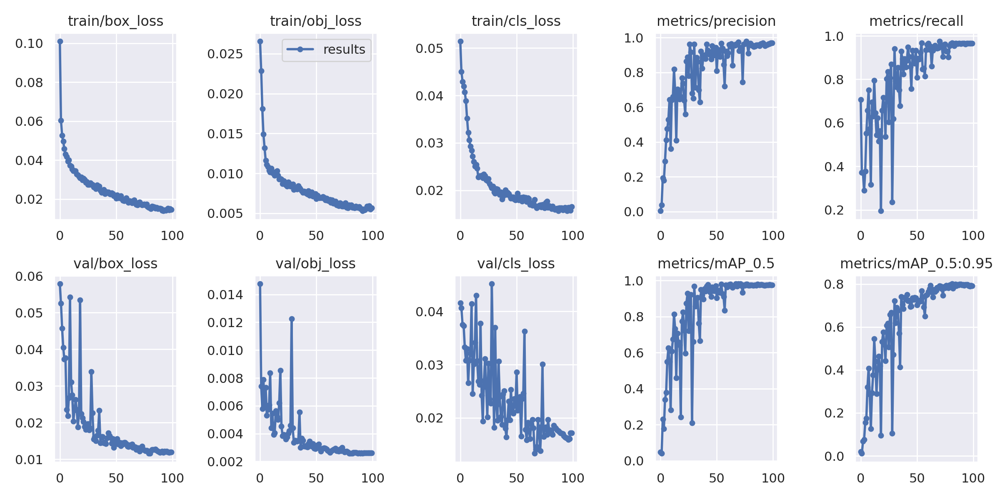 train/box_loss
0.10
0.08
0.06
0.04
0.02
0 50 100
train/obj_loss
results
0.025
0.020
0.015
0.010
0.005
0 50 100
train/cls_loss
0.05
0.04
0.03
0.02
0 50 100
metrics/precision
1.0
0.8
0.6
0.4
0.2
0.0
0 50 100
metrics/recall
1.0
0.8
0.6
0.4
0.2
0 50 100
val/box_loss
0.06
0.05
0.04
0.03
0.02
0.01
0 50 100
val/obj_loss
0.014
0.012
0.010
0.008
0.006
0.004
0.002
0 50 100
val/cls_loss
0.04
0.03
0.02
0 50 100
metrics/mAP_0.5
1.0
0.8
0.6
0.4
0.2
0.0
0 50 100
metrics/mAP_0.5:0.95
0.8
0.6
0.4
0.2
0.0
0 50 100